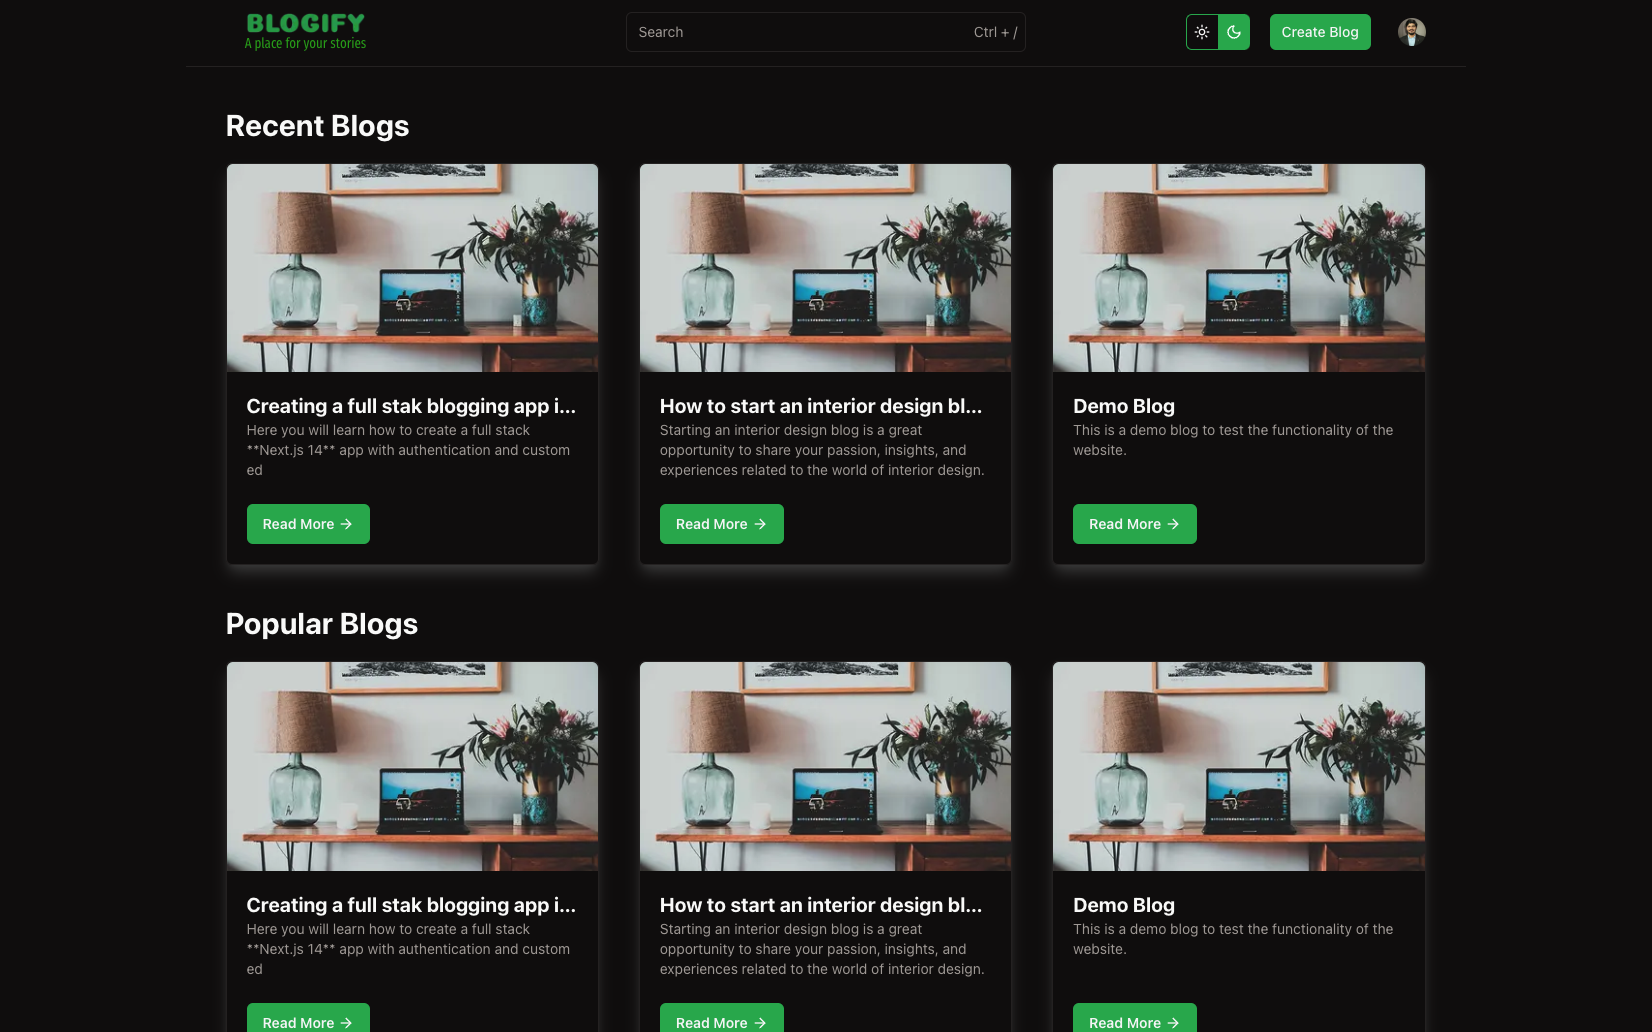 BLOGIFY
A place for your stories
Search
Ctrl + /
Create Blog
Recent Blogs
Creating a full stak blogging app i...
Here you will learn how to create a full stack
**Next.js 14** app with authentication and custom
ed
Read More →
How to start an interior design bl...
Starting an interior design blog is a great
opportunity to share your passion, insights, and
experiences related to the world of interior design.
Read More →
Demo Blog
This is a demo blog to test the functionality of the
website.
Read More →
Popular Blogs
Creating a full stak blogging app i...
Here you will learn how to create a full stack
**Next.js 14** app with authentication and custom
ed
Read More →
How to start an interior design bl...
Starting an interior design blog is a great
opportunity to share your passion, insights, and
experiences related to the world of interior design.
Read More →
Demo Blog
This is a demo blog to test the functionality of the
website.
Read More →